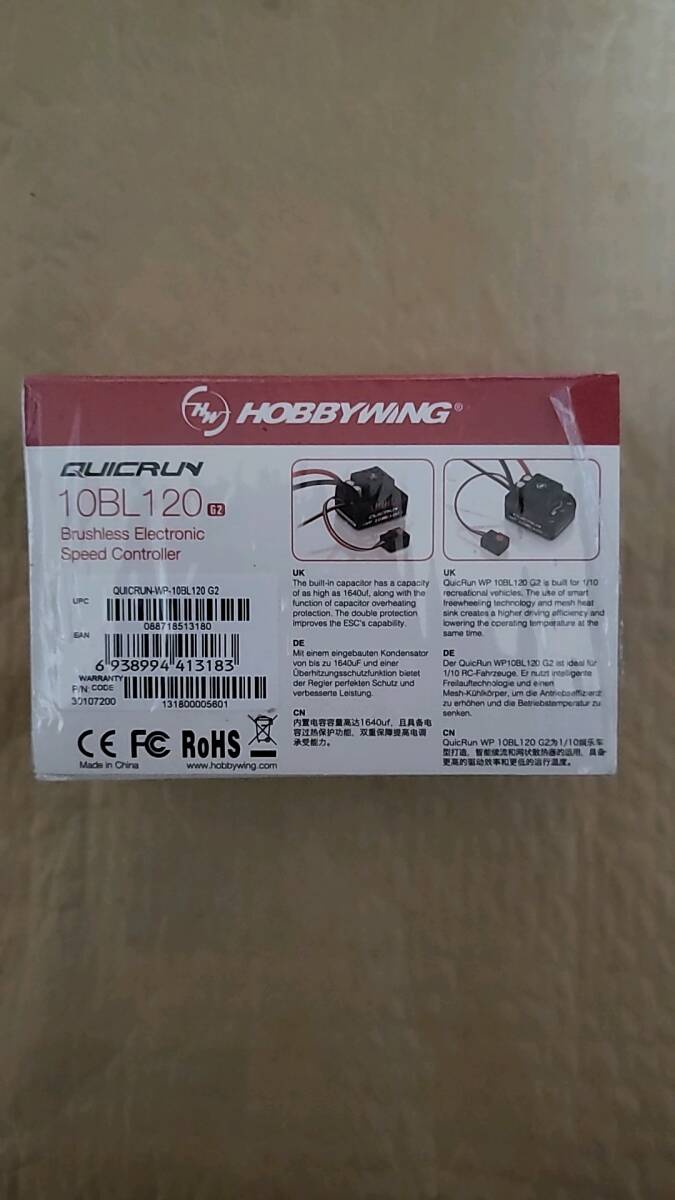 HW HOBBYWING®
QUICRUN
10BL120 G2
Brushless Electronic
Speed Controller
QUICRUN-WP-10BL120 G2
UPC
088718513180
EAN
6 938994 413183
WARRANTY
P/N: CODE
30107200
131800005601
CE FC RoHS
Made in China
www.hobbywing.com
QUICRUN
WP 10BL120 G2
UK
The built-in capacitor has a capacity
of as high as 1640uf, along with the
function of capacitor overheating
protection. The double protection
improves the ESC's capability.
DE
Mit einem eingebauten Kondensator
von bis zu 1640uF und einer
Überhitzungsschutzfunktion bietet
der Regler perfekten Schutz und
verbesserte Leistung.
CN
内置电容容量高达1640uf，且具备电
容过热保护功能，双重保障提高电调
承受能力。
UK
QuicRun WP 10BL120 G2 is built for 1/10
recreational vehicles. The use of smart
freewheeling technology and mesh heat
sink creates a higher driving efficiency and
lowering the operating temperature at the
same time.
DE
Der QuicRun WP10BL120 G2 ist ideal für
1/10 RC-Fahrzeuge. Er nutzt intelligente
Freilauftechnologie und einen
Mesh-Kühlkörper, um die Antriebseffizienz
zu erhöhen und die Betriebstemperatur zu
senken.
CN
QuicRun WP 10BL120 G2为1/10娱乐车
型打造，智能续流和网状散热器的运用，具备
更高的驱动效率和更低的运行温度。